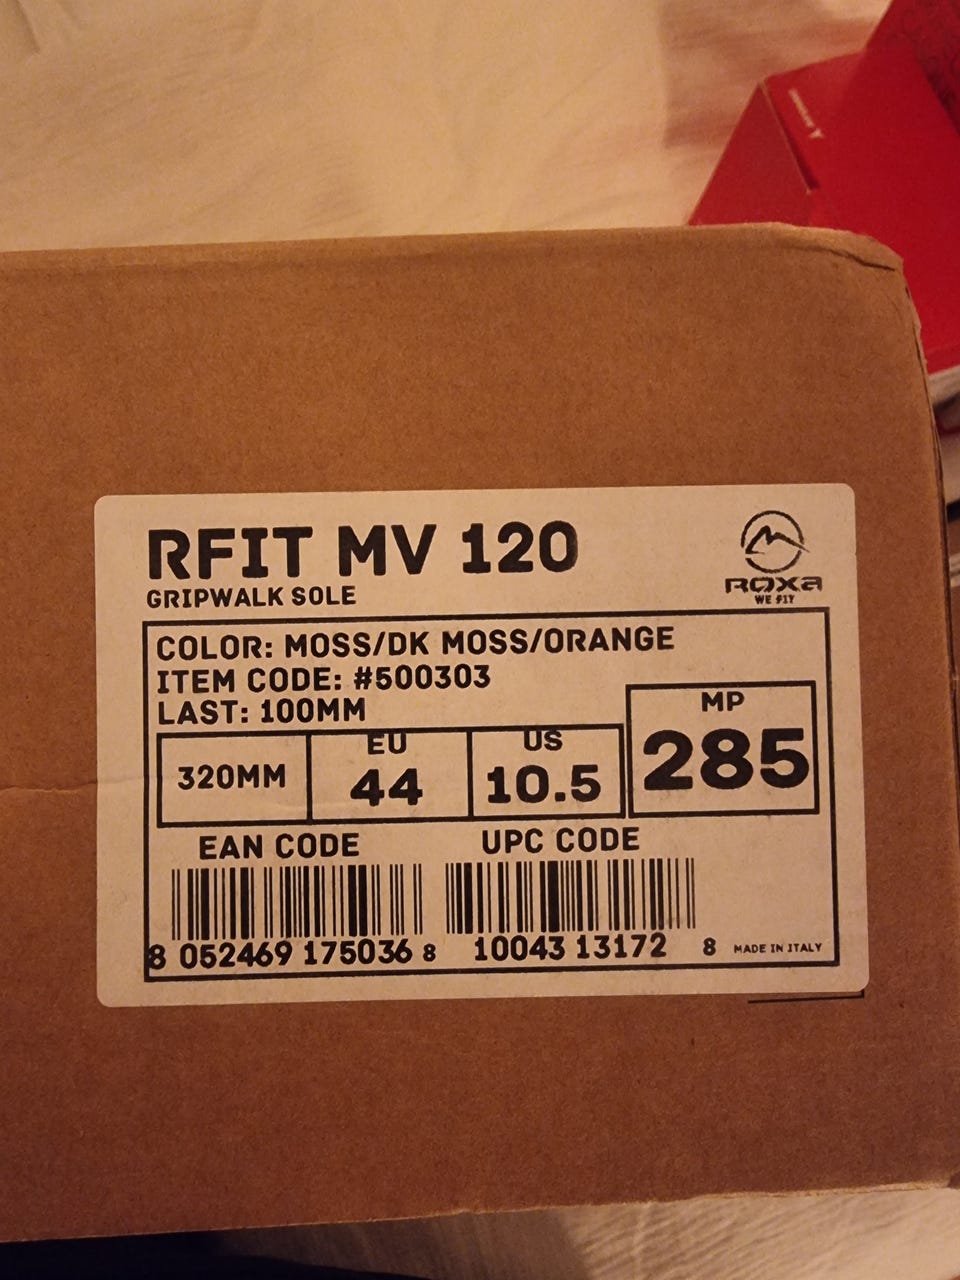 RFIT MV 120
GRIPWALK SOLE
ROXA
WE FIT
COLOR: MOSS/DK MOSS/ORANGE
ITEM CODE: #500303
LAST: 100MM
320MM
EU
44
US
10.5
MP
285
EAN CODE
UPC CODE
8 052469 175036
8 10043 13172 8
MADE IN ITALY